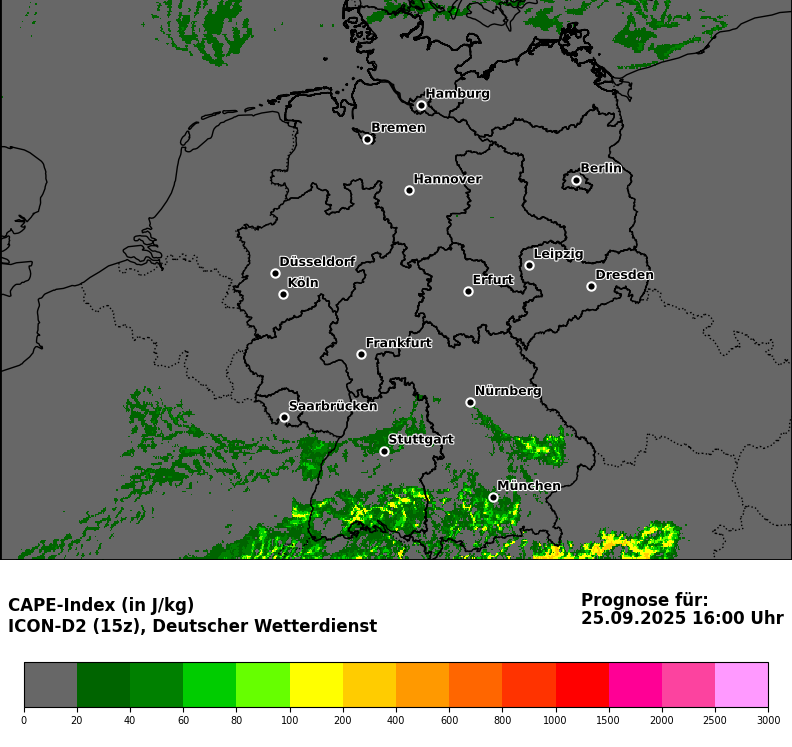 Hamburg
Bremen
Berlin
Hannover
Düsseldorf
Leipzig
Köln
Erfurt
Dresden
Frankfurt
Nürnberg
Saarbrücken
Stuttgart
München
CAPE-Index (in J/kg)
ICON-D2 (15z), Deutscher Wetterdienst
Prognose für:
25.09.2025 16:00 Uhr
0 20 40 60 80 100 200 400 600 800 1000 1500 2000 2500 3000